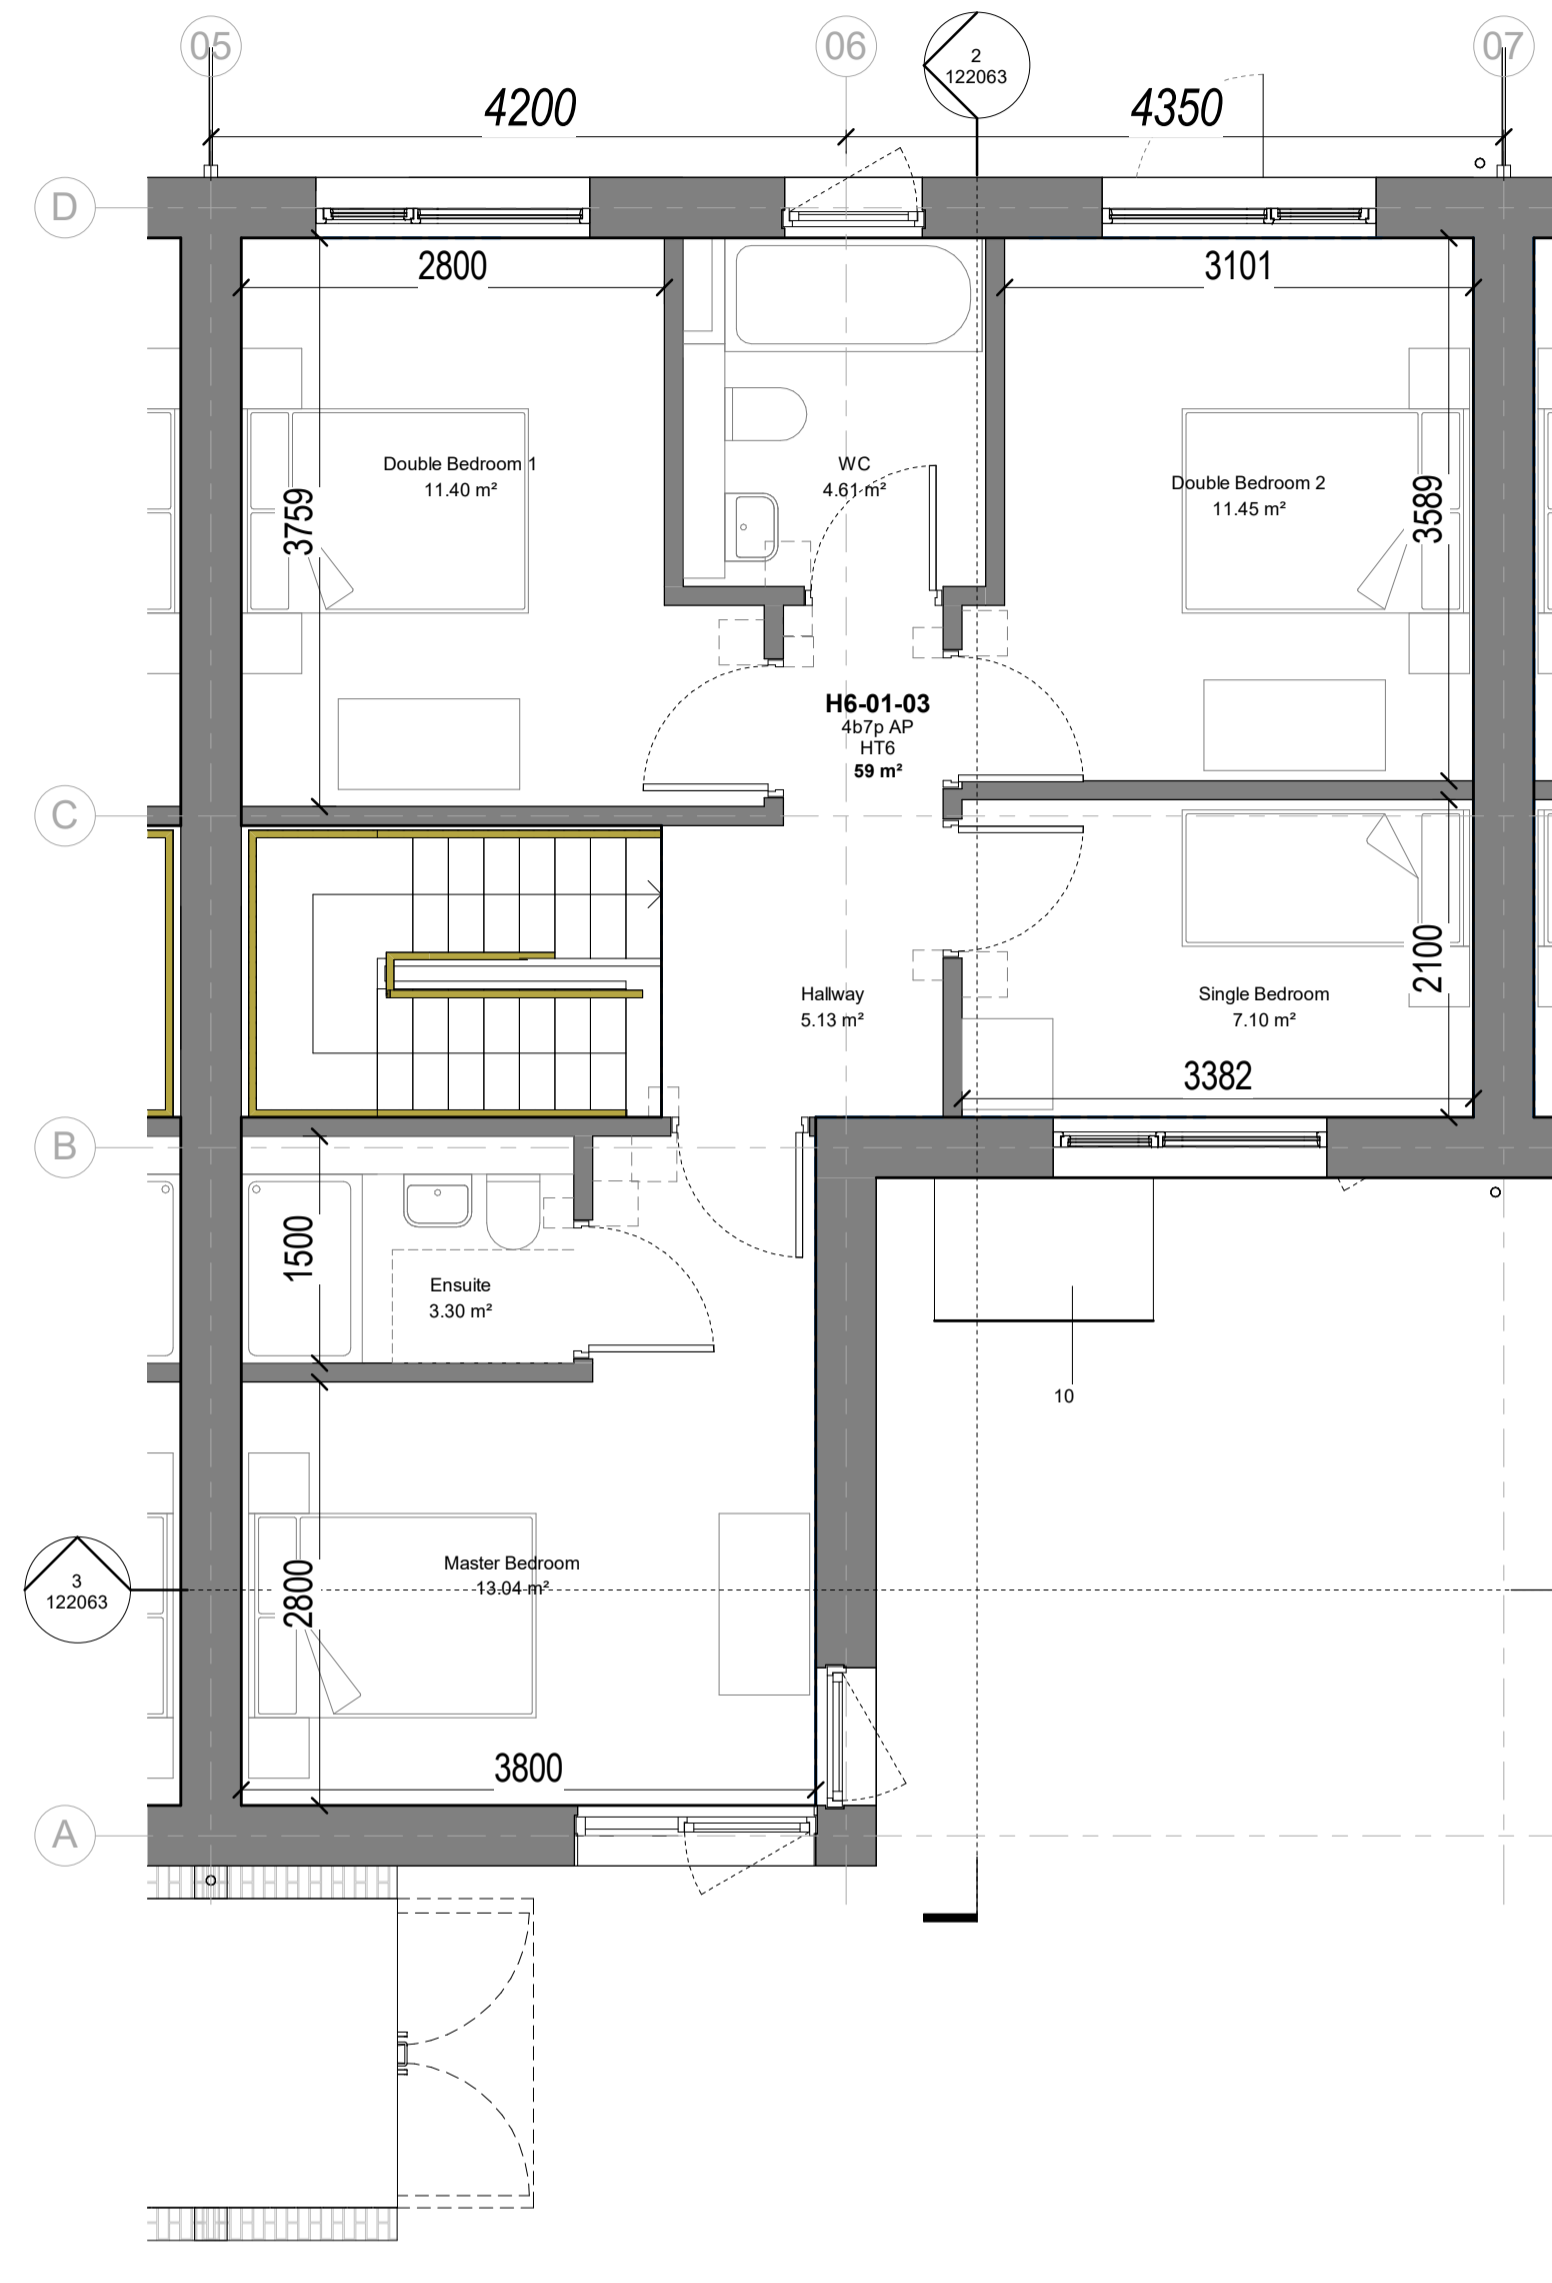 05
06
07
2
122063
4200
4350
D
2800
3101
Double Bedroom 1
11.40 m²
WC
4.61 m²
Double Bedroom 2
11.45 m²
3759
3589
H6-01-03
4b7p AP
HT6
59 m²
C
2100
Hallway
5.13 m²
Single Bedroom
7.10 m²
3382
B
1500
Ensuite
3.30 m²
10
Master Bedroom
13.04 m²
2800
3
122063
3800
A